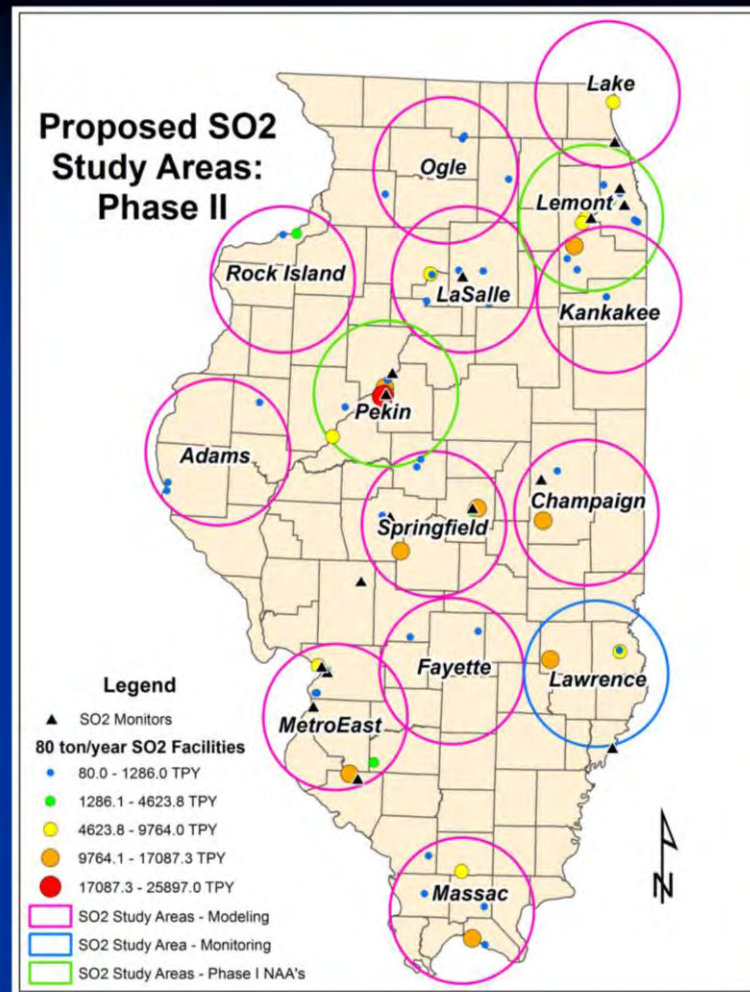 Proposed SO2
Study Areas:
Phase II
Lake
Ogle
Lemont
Rock Island
LaSalle
Kankakee
Pekin
Adams
Springfield
Champaign
Fayette
Lawrence
MetroEast
Massac
Legend
SO2 Monitors
80 ton/year SO2 Facilities
80.0 - 1286.0 TPY
1286.1 - 4623.8 TPY
4623.8 - 9764.0 TPY
9764.1 - 17087.3 TPY
17087.3 - 25897.0 TPY
SO2 Study Areas - Modeling
SO2 Study Area - Monitoring
SO2 Study Areas - Phase I NAA's
N